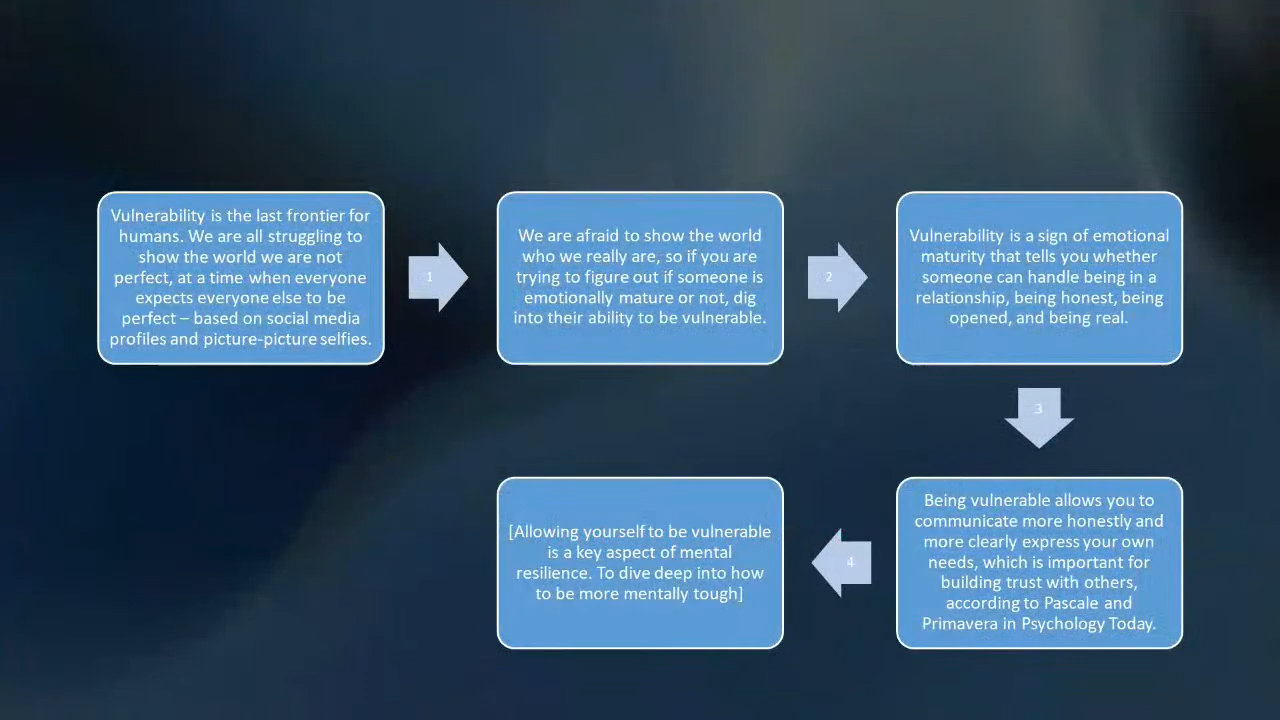 Vulnerability is the last frontier for
humans. We are all struggling to
show the world we are not
perfect, at a time when everyone
expects everyone else to be
perfect – based on social media
profiles and picture-picture selfies.
1
We are afraid to show the world
who we really are, so if you are
trying to figure out if someone is
emotionally mature or not, dig
into their ability to be vulnerable.
2
Vulnerability is a sign of emotional
maturity that tells you whether
someone can handle being in a
relationship, being honest, being
opened, and being real.
3
Being vulnerable allows you to
communicate more honestly and
more clearly express your own
needs, which is important for
building trust with others,
according to Pascale and
Primavera in Psychology Today.
4
[Allowing yourself to be vulnerable
is a key aspect of mental
resilience. To dive deep into how
to be more mentally tough]